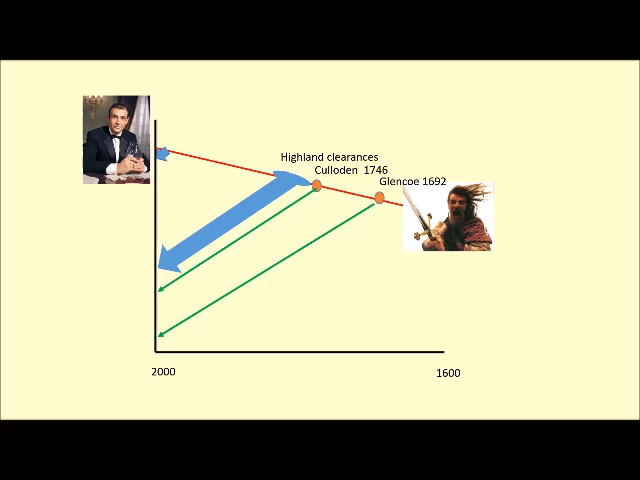 Highland clearances
Culloden  1746
Glencoe 1692
2000
1600